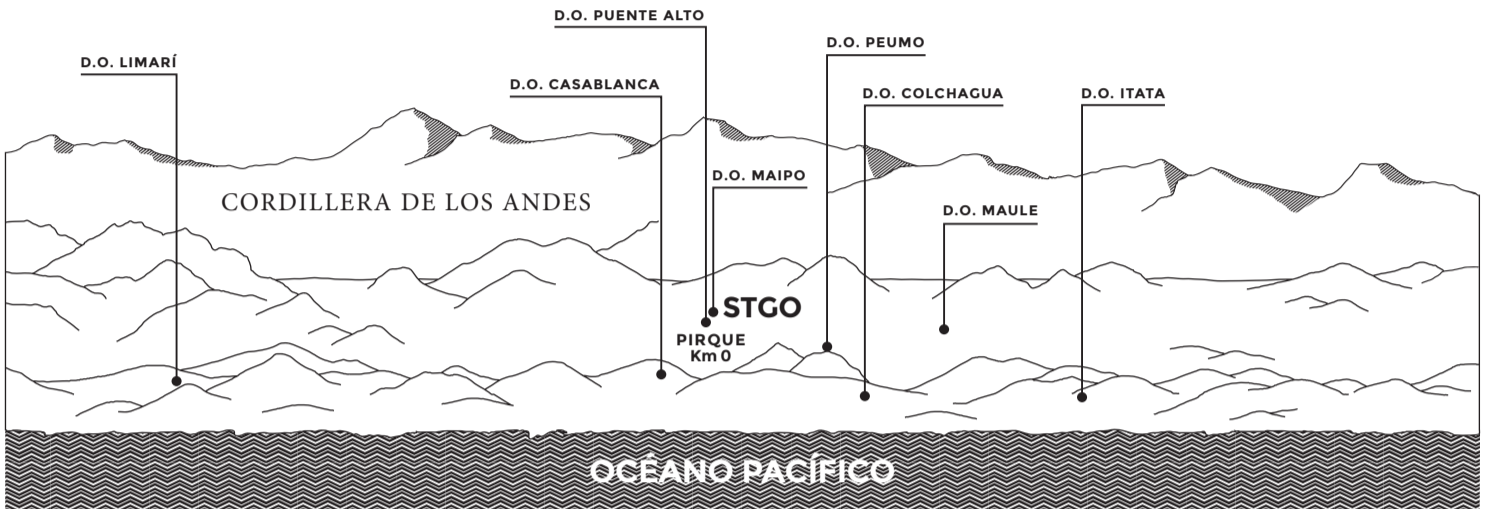 D.O. PUENTE ALTO
D.O. PEUMO
D.O. LIMARÍ
D.O. CASABLANCA
D.O. COLCHAGUA
D.O. ITATA
D.O. MAIPO
CORDILLERA DE LOS ANDES
D.O. MAULE
STGO
PIRQUE
Km 0
OCÉANO PACÍFICO